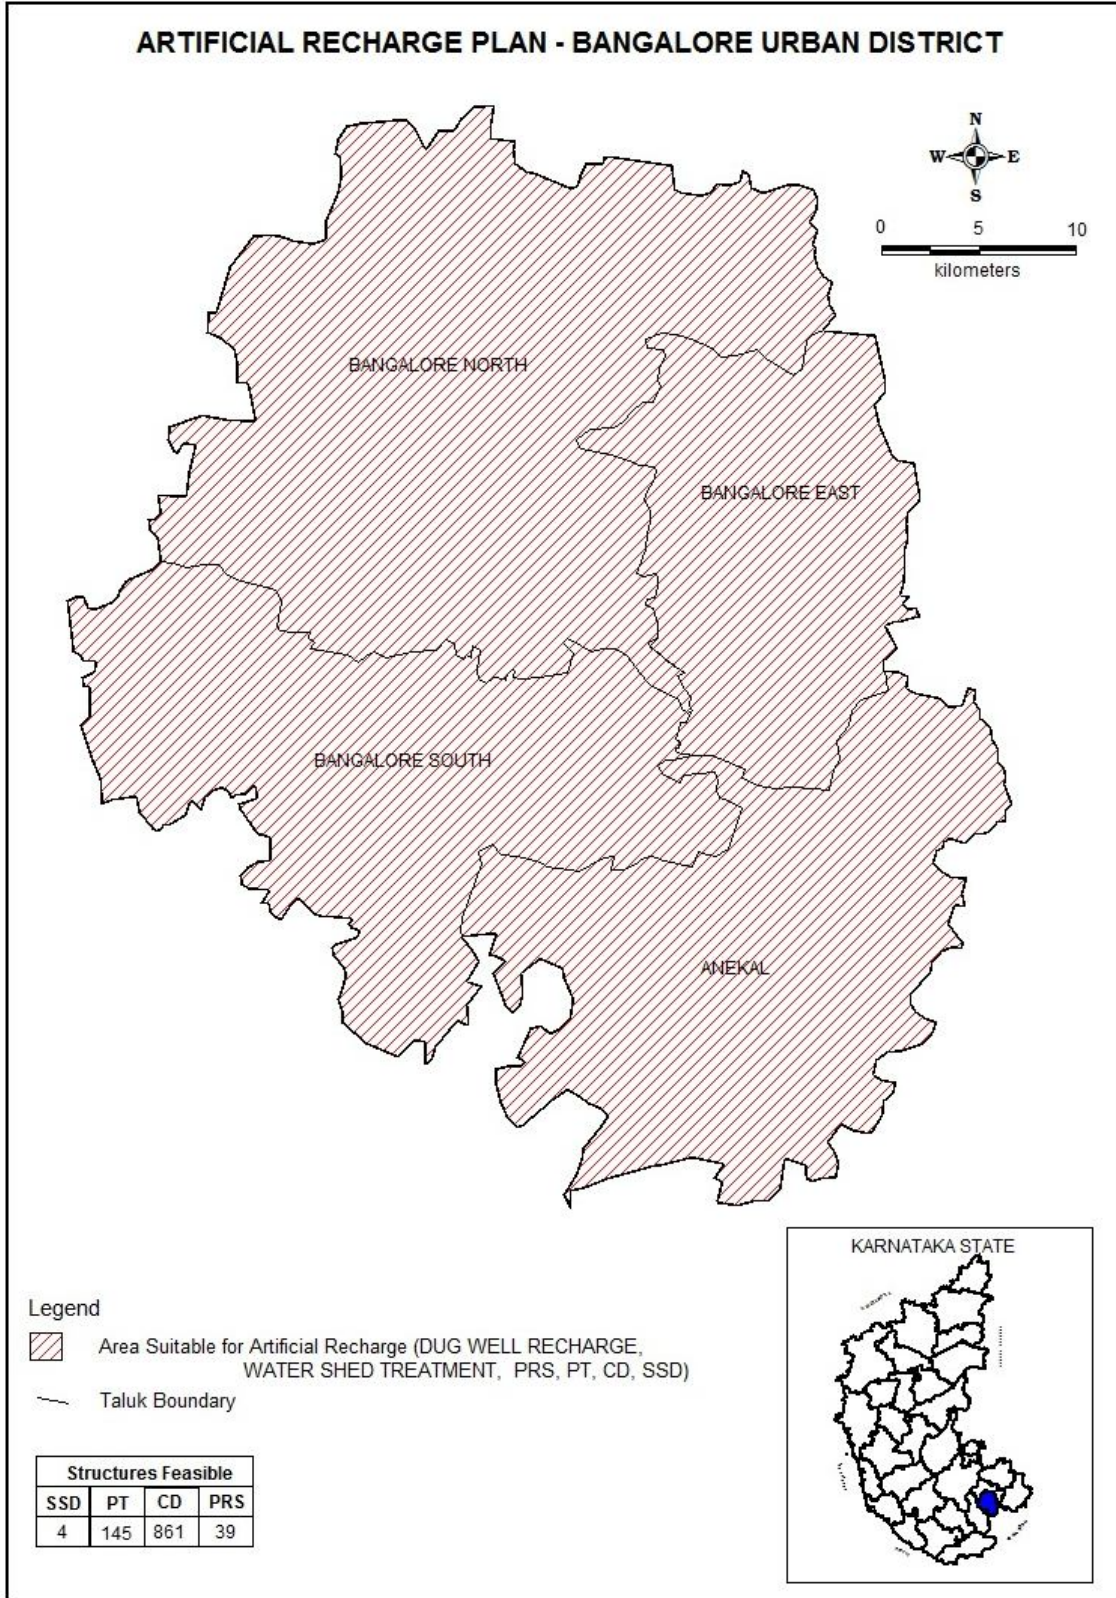 ARTIFICIAL RECHARGE PLAN - BANGALORE URBAN DISTRICT
N
W E
S
0 5 10
kilometers
BANGALORE NORTH
BANGALORE EAST
BANGALORE SOUTH
ANEKAL
KARNATAKA STATE
Legend
Area Suitable for Artificial Recharge (DUG WELL RECHARGE,
WATER SHED TREATMENT, PRS, PT, CD, SSD)
Taluk Boundary
Structures Feasible
SSD PT CD PRS
4 145 861 39